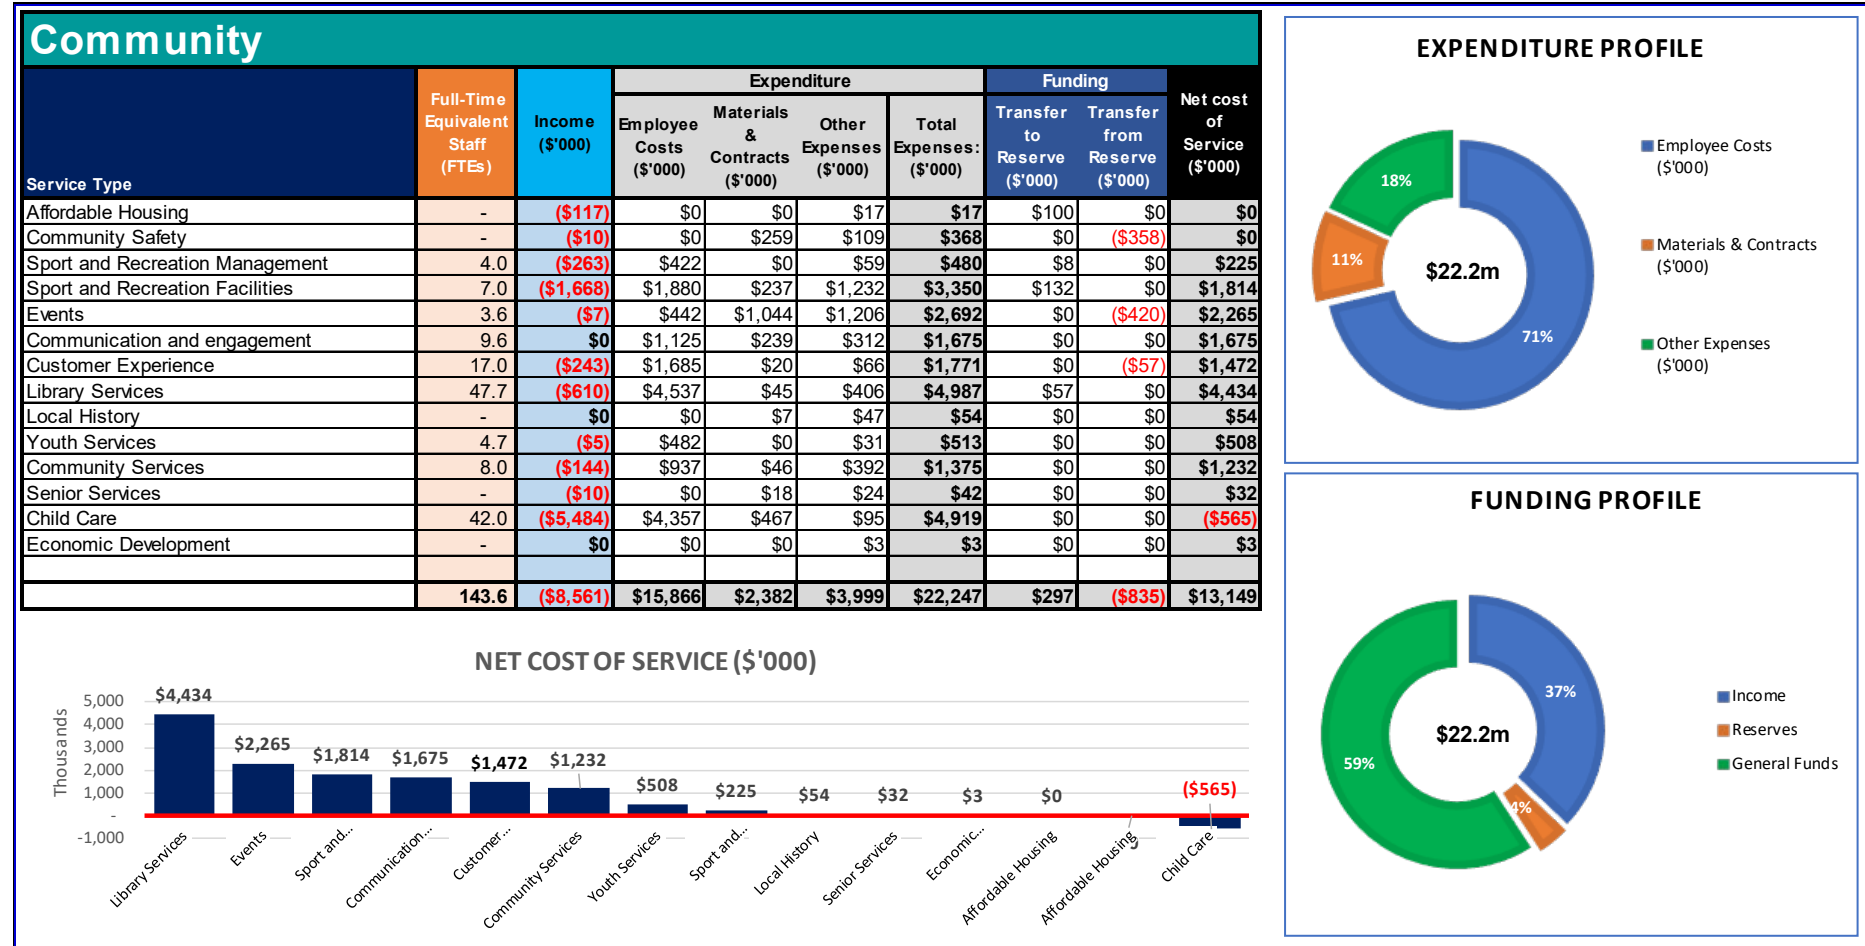 Community
Service Type
Full-Time Equivalent Staff (FTEs)
Income ($'000)
Expenditure
Employee Costs ($'000)
Materials & Contracts ($'000)
Other Expenses ($'000)
Total Expenses: ($'000)
Funding
Transfer to Reserve ($'000)
Transfer from Reserve ($'000)
Net cost of Service ($'000)
Affordable Housing - ($117) $0 $0 $17 $17 $100 $0 $0
Community Safety - ($10) $0 $259 $109 $368 $0 ($358) $0
Sport and Recreation Management 4.0 ($263) $422 $0 $59 $480 $8 $0 $225
Sport and Recreation Facilities 7.0 ($1,668) $1,880 $237 $1,232 $3,350 $132 $0 $1,814
Events 3.6 ($7) $442 $1,044 $1,206 $2,692 $0 ($420) $2,265
Communication and engagement 9.6 $0 $1,125 $239 $312 $1,675 $0 $0 $1,675
Customer Experience 17.0 ($243) $1,685 $20 $66 $1,771 $0 ($57) $1,472
Library Services 47.7 ($610) $4,537 $45 $406 $4,987 $57 $0 $4,434
Local History - $0 $0 $7 $47 $54 $0 $0 $54
Youth Services 4.7 ($5) $482 $0 $31 $513 $0 $0 $508
Community Services 8.0 ($144) $937 $46 $392 $1,375 $0 $0 $1,232
Senior Services - ($10) $0 $18 $24 $42 $0 $0 $32
Child Care 42.0 ($5,484) $4,357 $467 $95 $4,919 $0 $0 ($565)
Economic Development - $0 $0 $0 $3 $3 $0 $0 $3
143.6 ($8,561) $15,866 $2,382 $3,999 $22,247 $297 ($835) $13,149
NET COST OF SERVICE ($'000)
Thousands
5,000
4,000
3,000
2,000
1,000
-
-1,000
$4,434
$2,265
$1,814
$1,675
$1,472
$1,232
$508
$225
$54
$32
$3
$0
($565)
Library Services
Events
Sport and...
Communication...
Customer...
Community Services
Youth Services
Sport and...
Local History
Senior Services
Economic...
Affordable Housing
Affordable Housing
Child Care
EXPENDITURE PROFILE
18%
11%
71%
$22.2m
Employee Costs
($'000)
Materials & Contracts
($'000)
Other Expenses
($'000)
FUNDING PROFILE
37%
4%
59%
$22.2m
Income
Reserves
General Funds